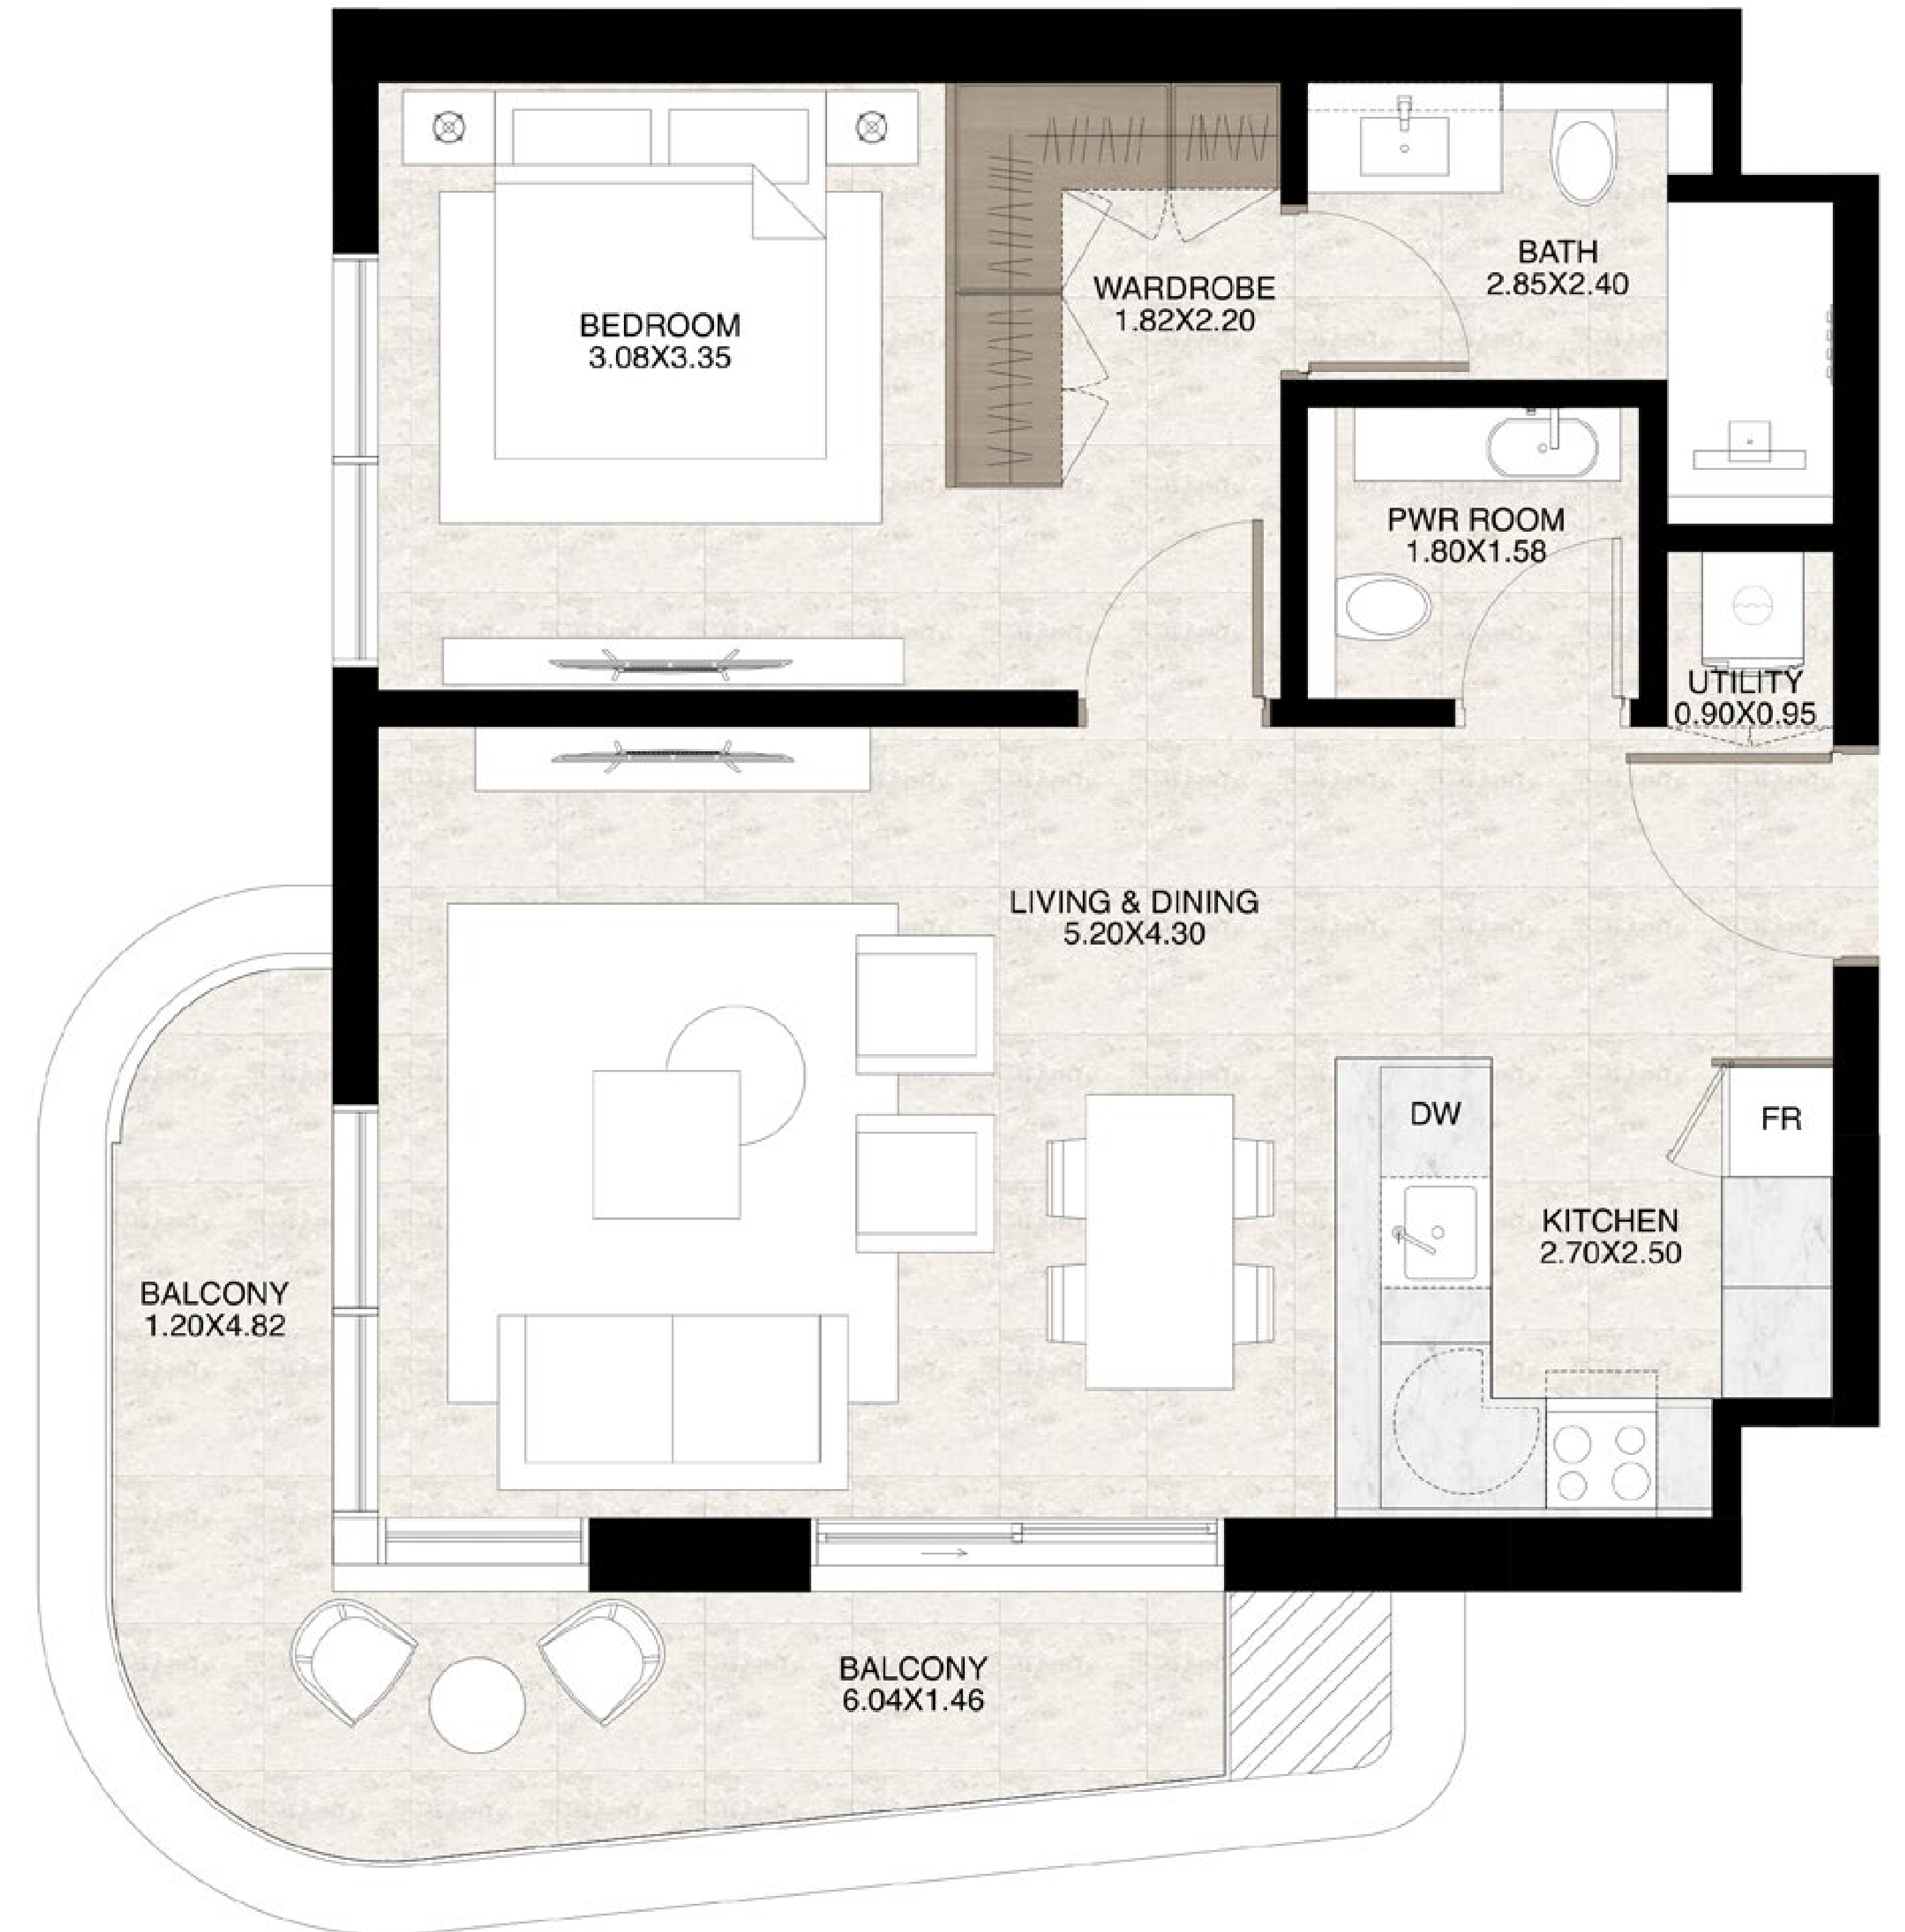 BEDROOM
3.08X3.35
WARDROBE
1.82X2.20
BATH
2.85X2.40
PWR ROOM
1.80X1.58
UTILITY
0.90X0.95
LIVING & DINING
5.20X4.30
DW
FR
KITCHEN
2.70X2.50
BALCONY
1.20X4.82
BALCONY
6.04X1.46